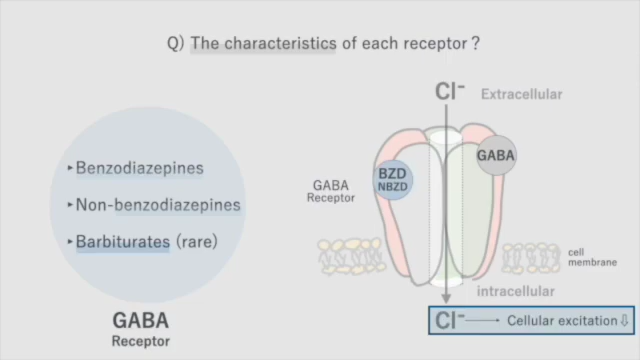 Q) The characteristics of each receptor ?
▸Benzodiazepines
▸Non-benzodiazepines
▸Barbiturates (rare)
GABA
Receptor
Cl⁻
Extracellular
GABA
Receptor
BZD
NBZD
GABA
cell
membrane
intracellular
Cl⁻ → Cellular excitation ⇩